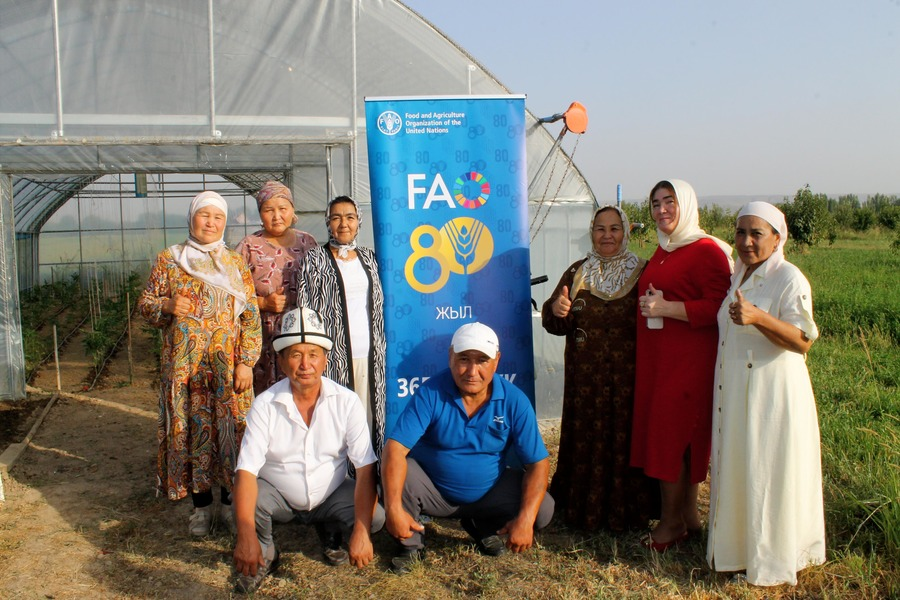 Food and Agriculture
Organization of the
United Nations
FAO
80
ЖЫЛ